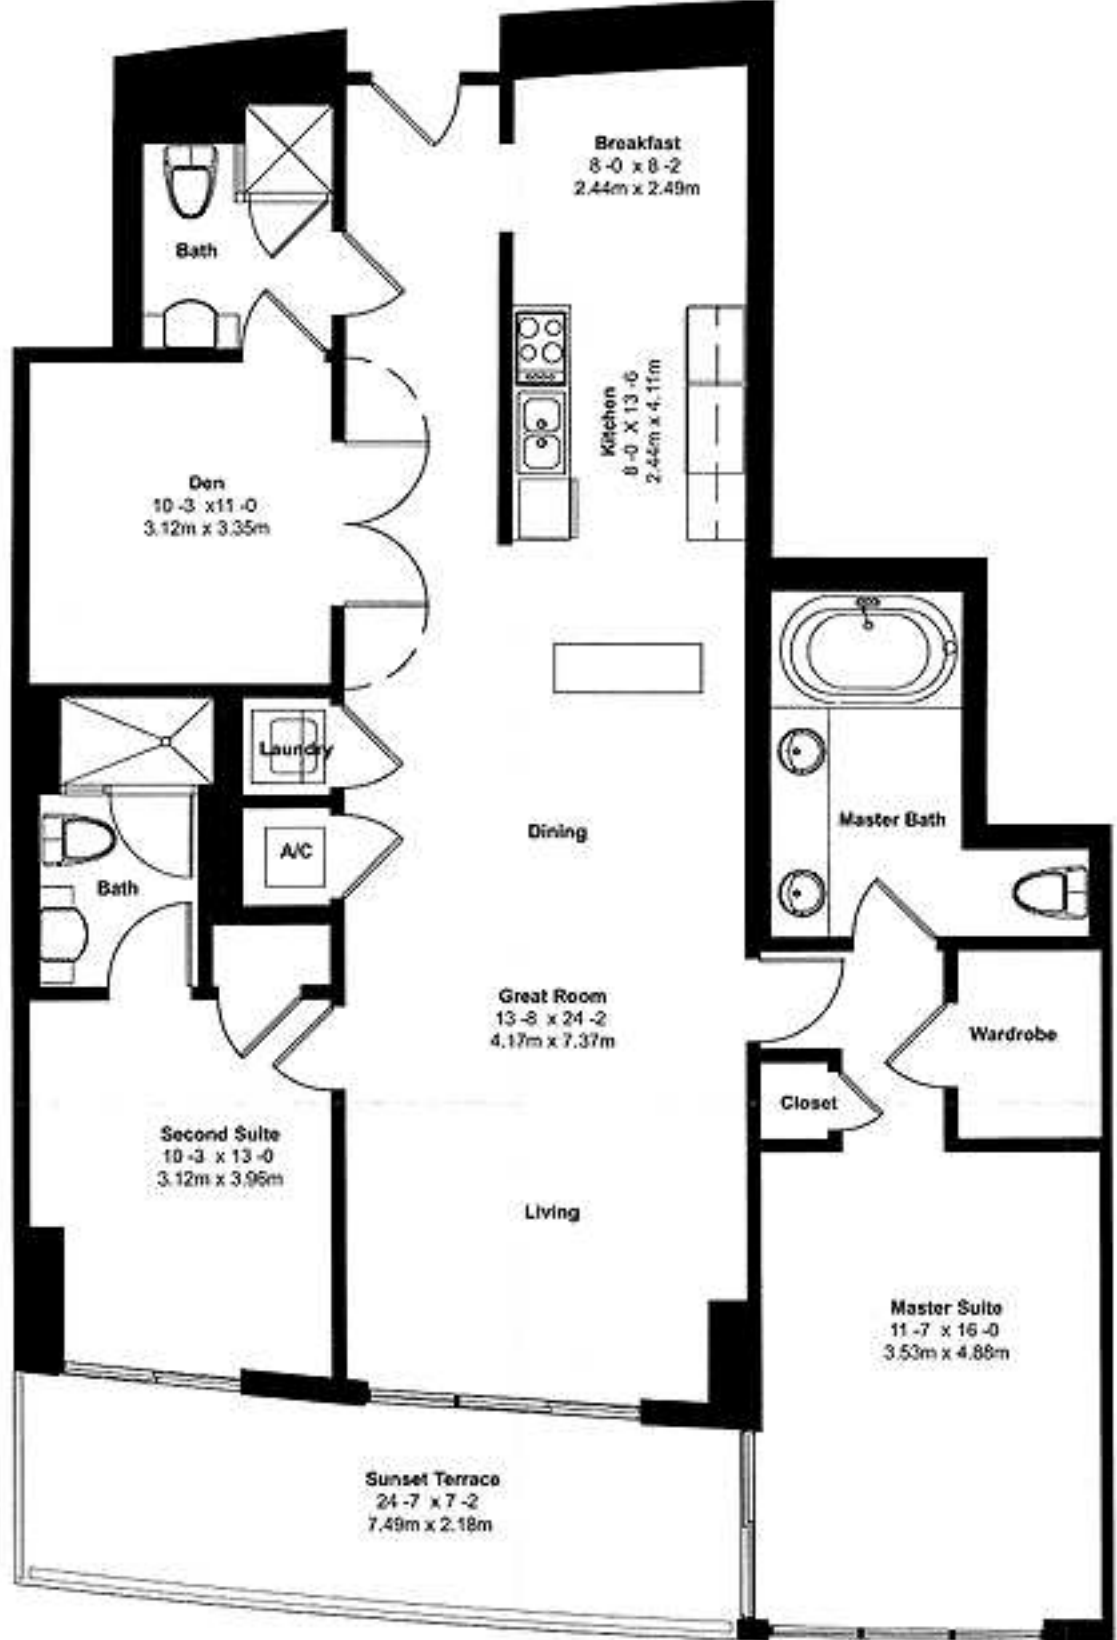 Breakfast
8 -0 x 8 -2
2.44m x 2.49m
Bath
Kitchen
8 -0 X 13 -6
2.44m x 4.11m
Den
10 -3 x11 -0
3.12m x 3.35m
Laundry
A/C
Dining
Master Bath
Bath
Great Room
13 -8 x 24 -2
4.17m x 7.37m
Wardrobe
Closet
Second Suite
10 -3 x 13 -0
3.12m x 3.96m
Living
Master Suite
11 -7 x 16 -0
3.53m x 4.88m
Sunset Terrace
24 -7 x 7 -2
7.49m x 2.18m